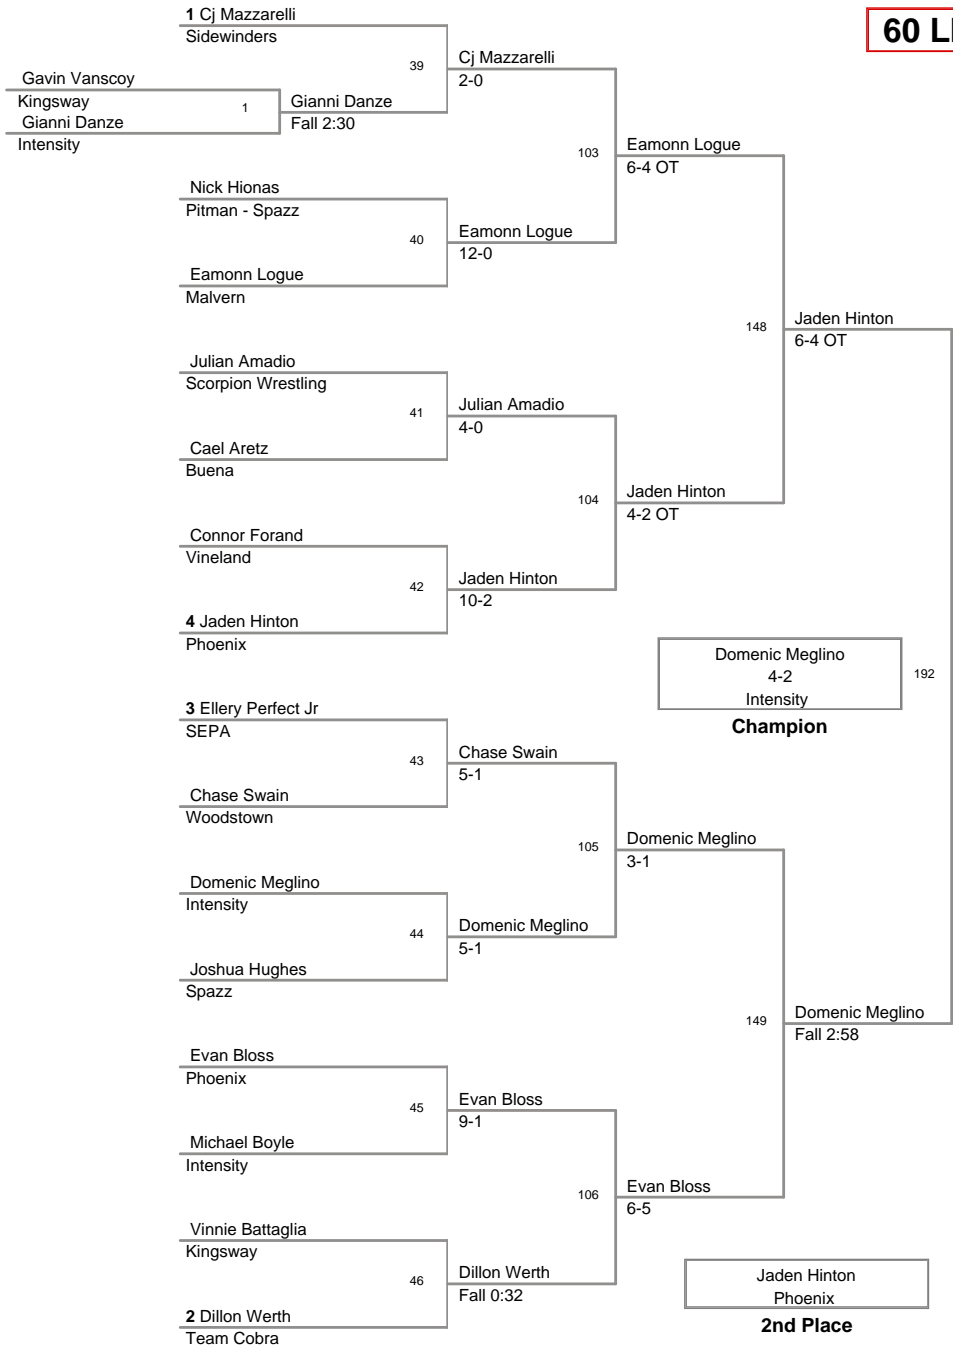 1 Cj Mazzarelli
Sidewinders
60 L
39
Cj Mazzarelli
2-0
Gavin Vanscoy
Kingsway
1
Gianni Danze
Fall 2:30
Gianni Danze
Intensity
103
Eamonn Logue
6-4 OT
Nick Hionas
Pitman - Spazz
40
Eamonn Logue
12-0
Eamonn Logue
Malvern
148
Jaden Hinton
6-4 OT
Julian Amadio
Scorpion Wrestling
41
Julian Amadio
4-0
Cael Aretz
Buena
104
Jaden Hinton
4-2 OT
Connor Forand
Vineland
42
Jaden Hinton
10-2
4 Jaden Hinton
Phoenix
Domenic Meglino
4-2
Intensity
192
Champion
3 Ellery Perfect Jr
SEPA
43
Chase Swain
5-1
Chase Swain
Woodstown
105
Domenic Meglino
3-1
Domenic Meglino
Intensity
44
Domenic Meglino
5-1
Joshua Hughes
Spazz
149
Domenic Meglino
Fall 2:58
Evan Bloss
Phoenix
45
Evan Bloss
9-1
Michael Boyle
Intensity
106
Evan Bloss
6-5
Vinnie Battaglia
Kingsway
46
Dillon Werth
Fall 0:32
2 Dillon Werth
Team Cobra
Jaden Hinton
Phoenix
2nd Place